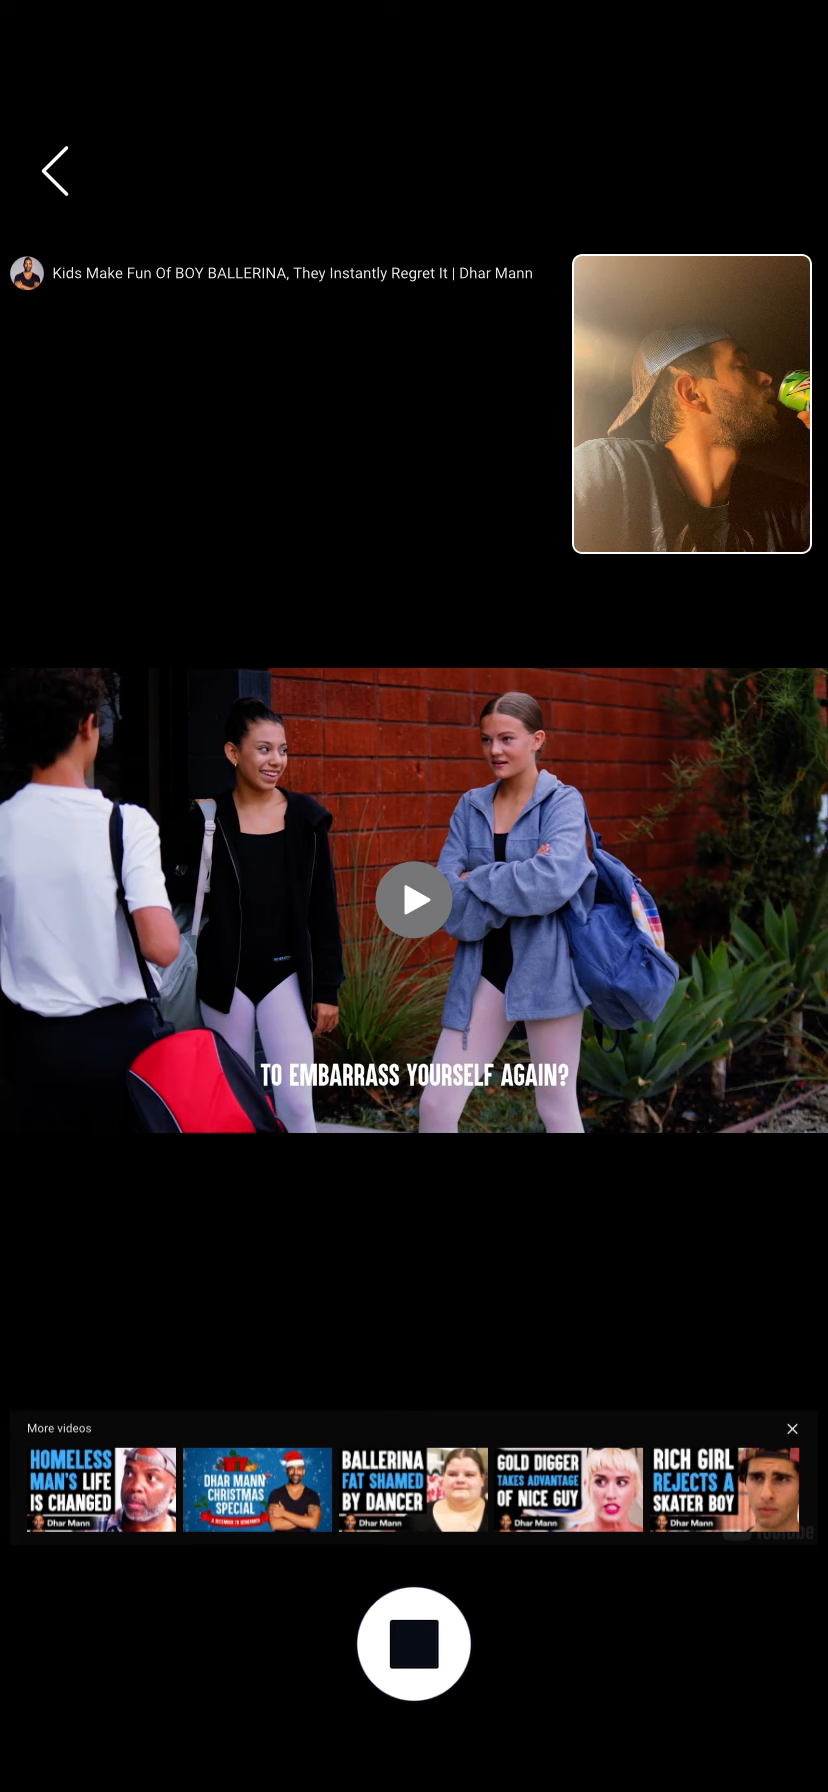 Kids Make Fun Of BOY BALLERINA, They Instantly Regret It | Dhar Mann
TO EMBARRASS YOURSELF AGAIN?
More videos
HOMELESS
MAN'S LIFE
IS CHANGED
Dhar Mann
DHAR MANN
CHRISTMAS
SPECIAL
BALLERINA
FAT SHAMED
BY DANCER
Dhar Mann
GOLD DIGGER
TAKES ADVANTAGE
OF NICE GUY
Dhar Mann
RICH GIRL
REJECTS A
SKATER BOY
Dhar Mann
YouTube